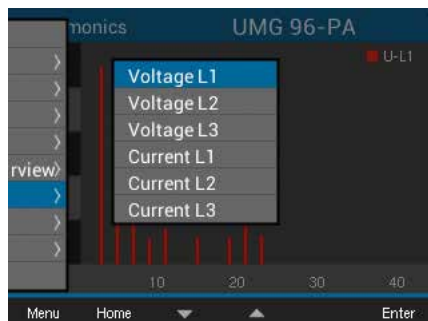 monics UMG 96-PA
U-L1
Voltage L1
Voltage L2
Voltage L3
Current L1
Current L2
Current L3
rview
10 20 30 40
Menu Home Enter